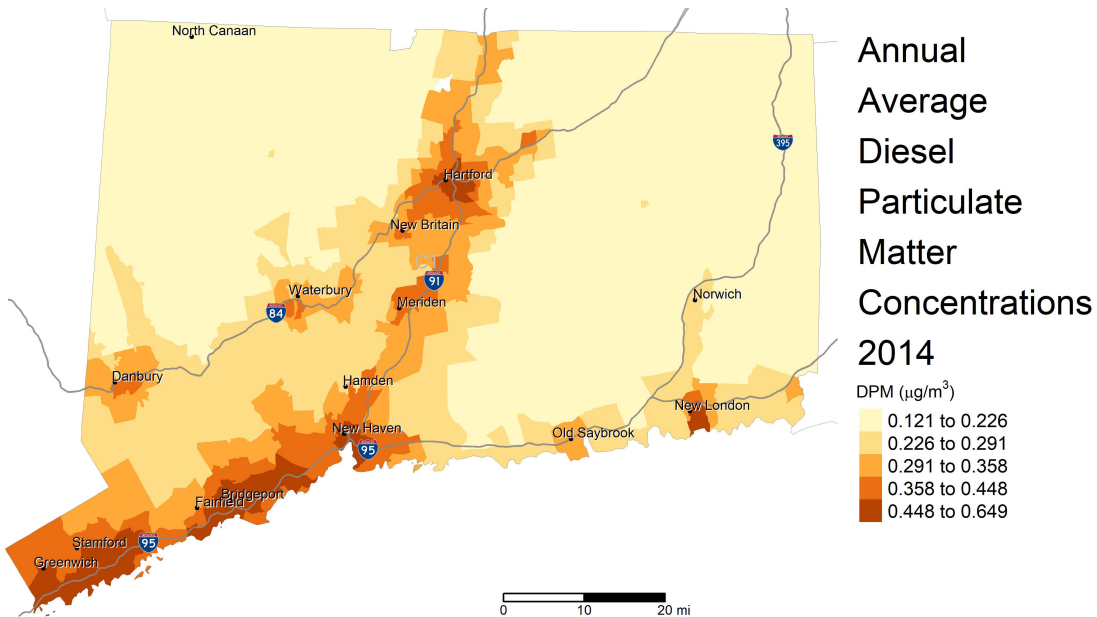 North Canaan
Hartford
New Britain
CT
91
Waterbury
84
Meriden
Norwich
Danbury
Hamden
New London
New Haven
Old Saybrook
95
Bridgeport
Fairfield
Stamford
95
Greenwich
395
0 10 20 mi
Annual
Average
Diesel
Particulate
Matter
Concentrations
2014
DPM (μg/m³)
0.121 to 0.226
0.226 to 0.291
0.291 to 0.358
0.358 to 0.448
0.448 to 0.649